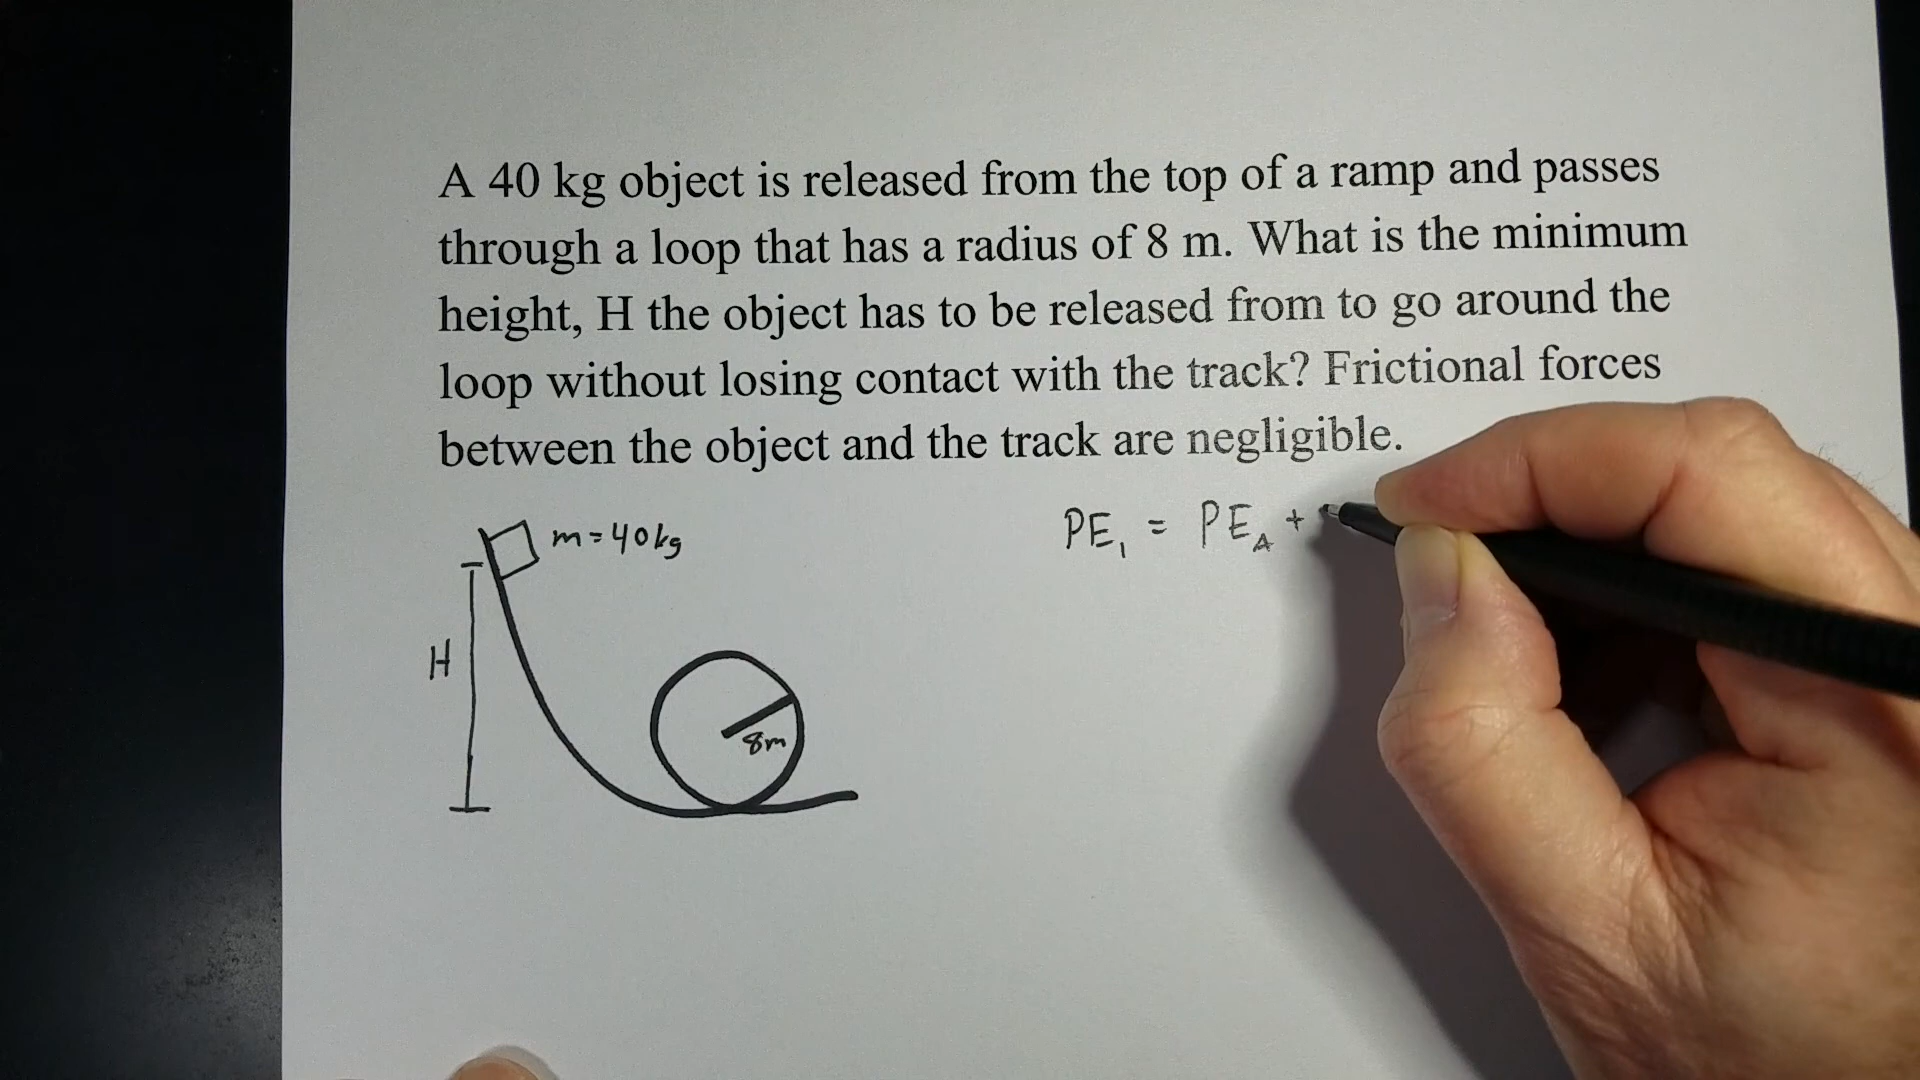 A 40 kg object is released from the top of a ramp and passes
through a loop that has a radius of 8 m. What is the minimum
height, H the object has to be released from to go around the
loop without losing contact with the track? Frictional forces
between the object and the track are negligible.
m = 40kg
PE₁ = PE_A +
H
8m